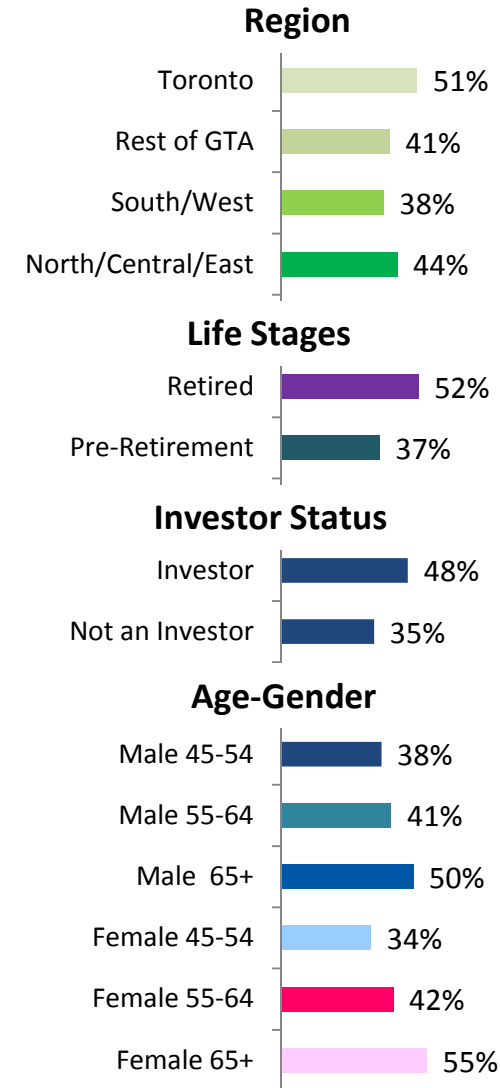 Region
Toronto 51%
Rest of GTA 41%
South/West 38%
North/Central/East 44%
Life Stages
Retired 52%
Pre-Retirement 37%
Investor Status
Investor 48%
Not an Investor 35%
Age-Gender
Male 45-54 38%
Male 55-64 41%
Male  65+ 50%
Female 45-54 34%
Female 55-64 42%
Female 65+ 55%